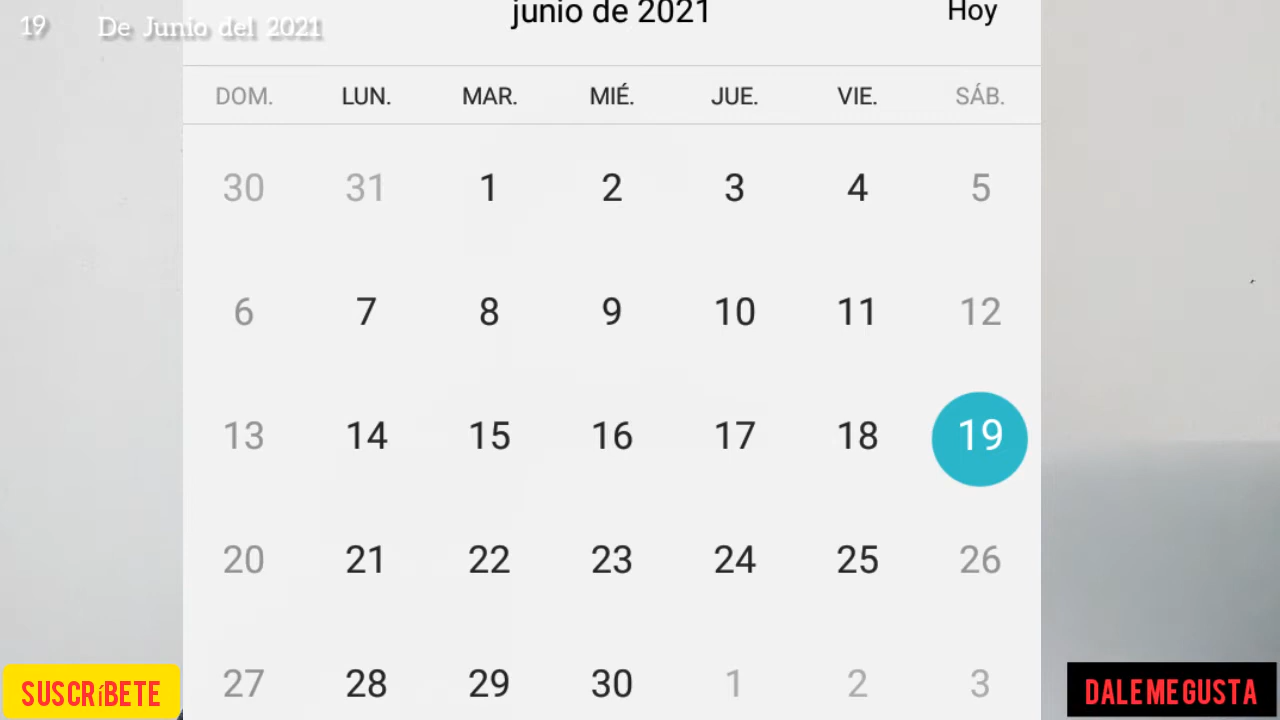 19 De Junio del 2021
junio de 2021
Hoy
DOM. LUN. MAR. MIÉ. JUE. VIE. SÁB.
30 31 1 2 3 4 5
6 7 8 9 10 11 12
13 14 15 16 17 18 19
20 21 22 23 24 25 26
27 28 29 30 1 2 3
SUSCRíBETE
DALE ME GUSTA